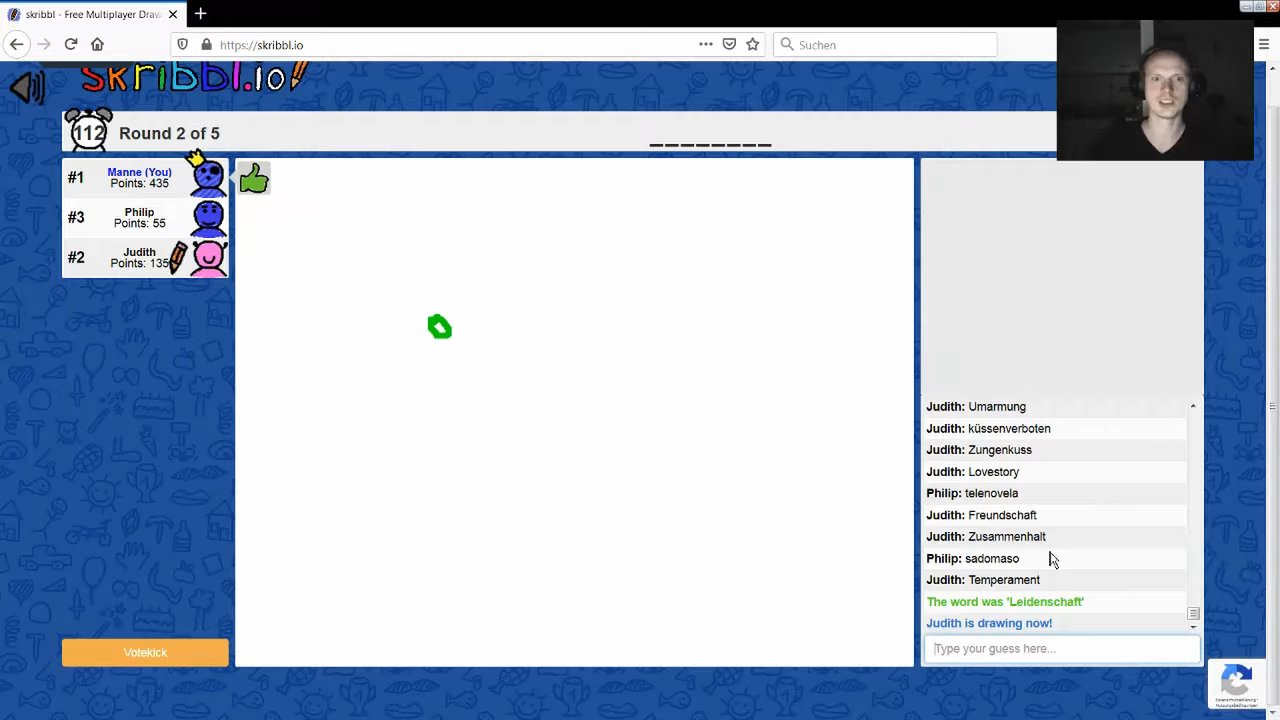 skribbl - Free Multiplayer Draw
https://skribbl.io
Suchen
skribbl.io
112
Round 2 of 5
_ _ _ _ _ _ _ _
#1
Manne (You)
Points: 435
#3
Philip
Points: 55
#2
Judith
Points: 135
Judith: Umarmung
Judith: küssenverboten
Judith: Zungenkuss
Judith: Lovestory
Philip: telenovela
Judith: Freundschaft
Judith: Zusammenhalt
Philip: sadomaso
Judith: Temperament
The word was 'Leidenschaft'
Judith is drawing now!
Type your guess here...
Votekick